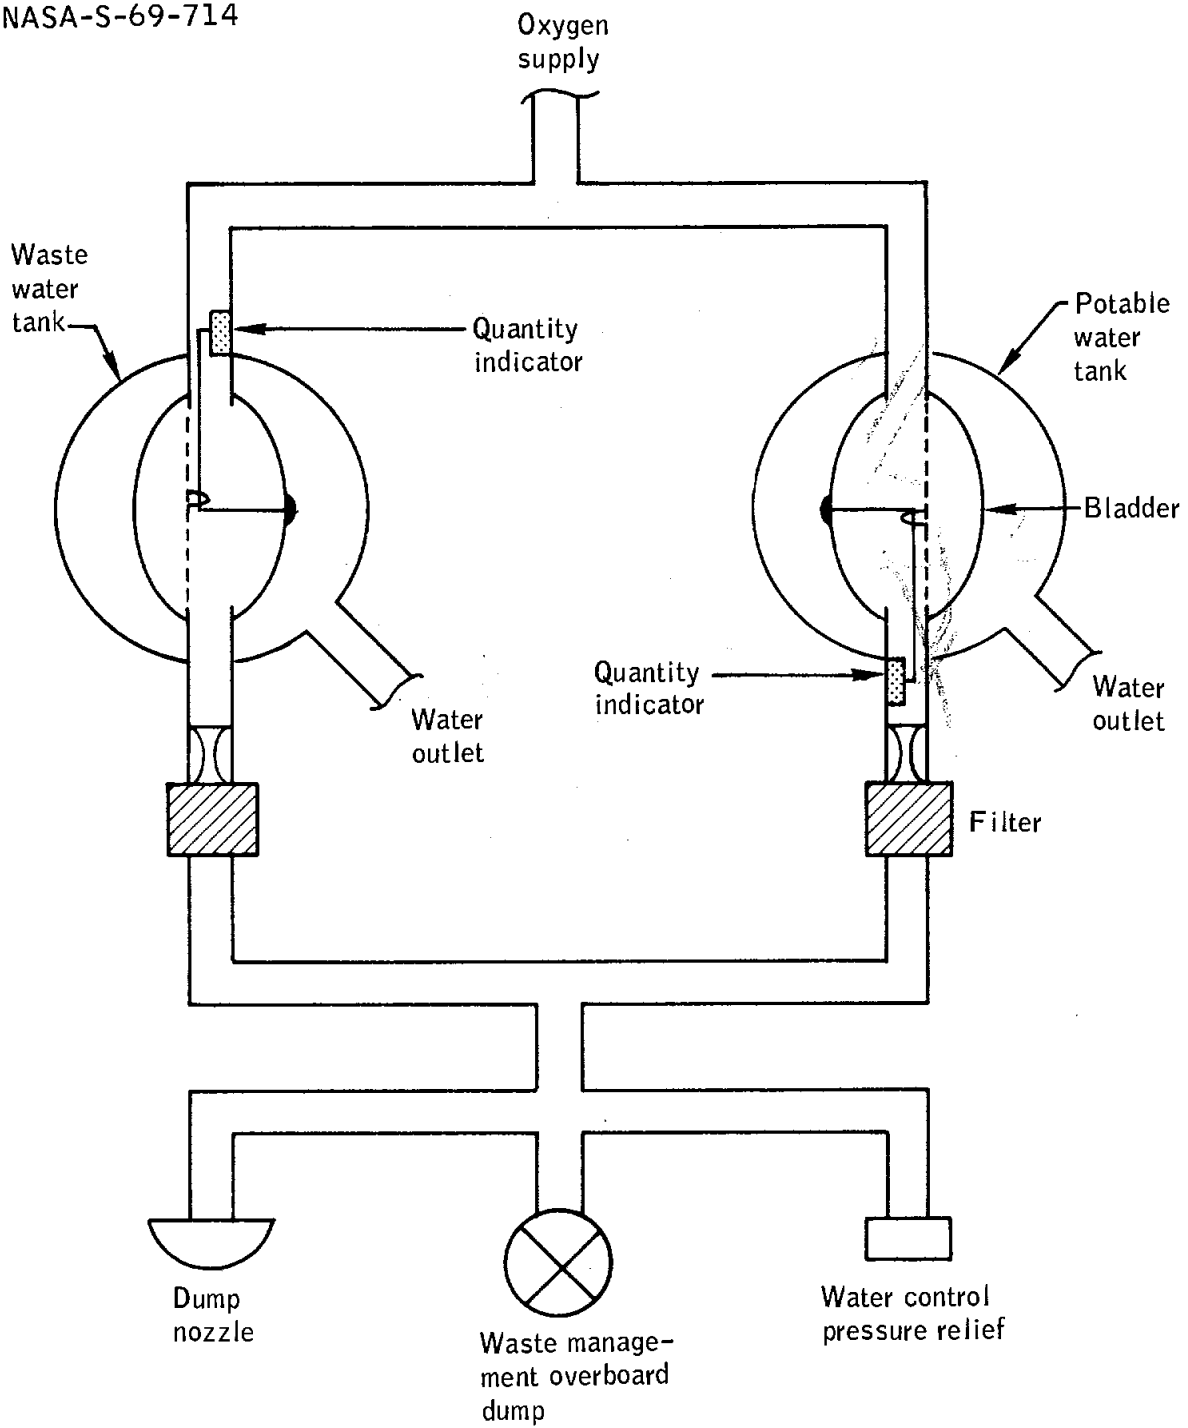 NASA-S-69-714
Oxygen
supply
Waste
water
tank
Quantity
indicator
Potable
water
tank
Bladder
Quantity
indicator
Water
outlet
Water
outlet
Filter
Dump
nozzle
Waste manage-
ment overboard
dump
Water control
pressure relief